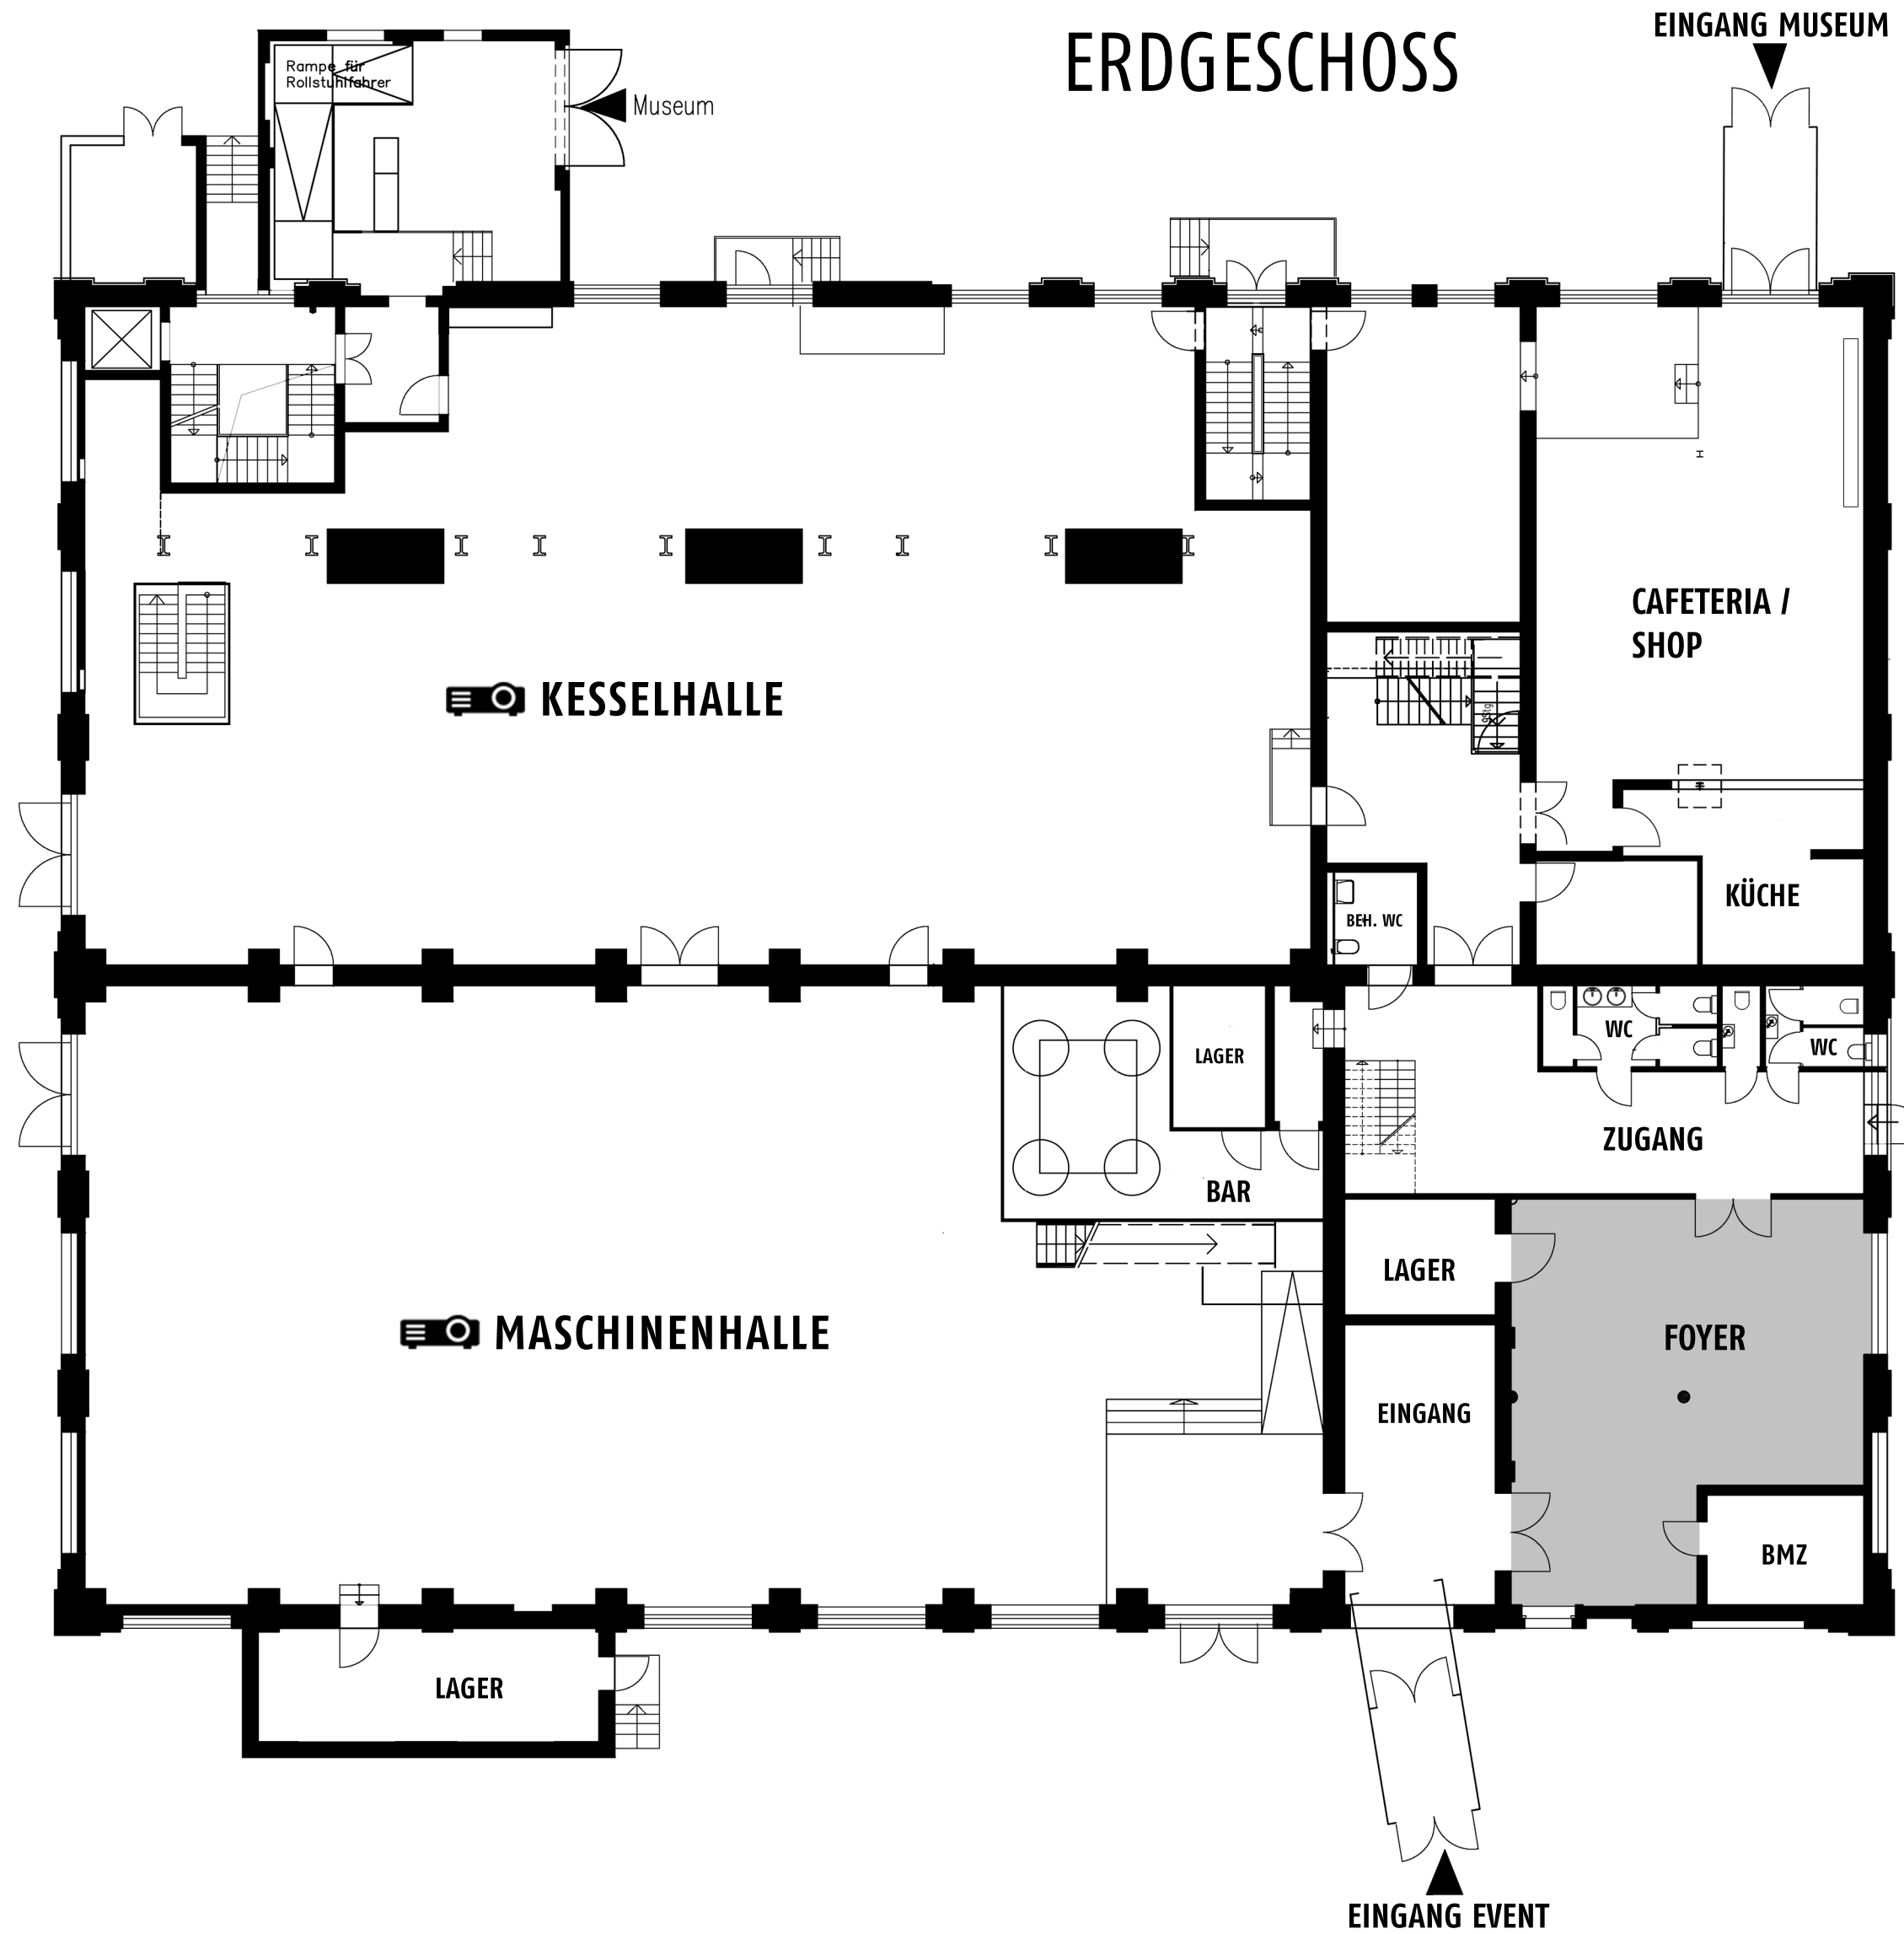 EINGANG MUSEUM
ERDGESCHOSS
Rampe für
Rollstuhlfahrer
Museum
CAFETERIA /
SHOP
KESSELHALLE
KÜCHE
BEH. WC
WC
WC
LAGER
ZUGANG
BAR
LAGER
MASCHINENHALLE
FOYER
EINGANG
BMZ
LAGER
EINGANG EVENT